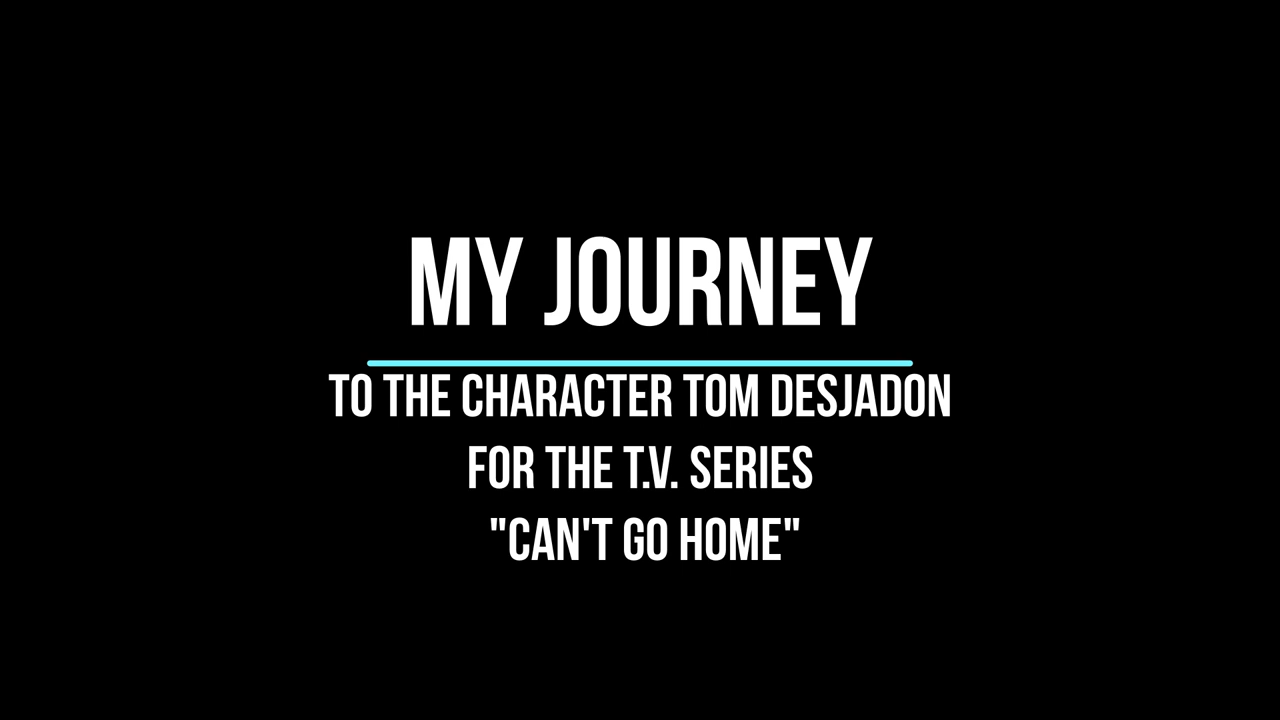 MY JOURNEY
TO THE CHARACTER TOM DESJADON
FOR THE T.V. SERIES
"CAN'T GO HOME"